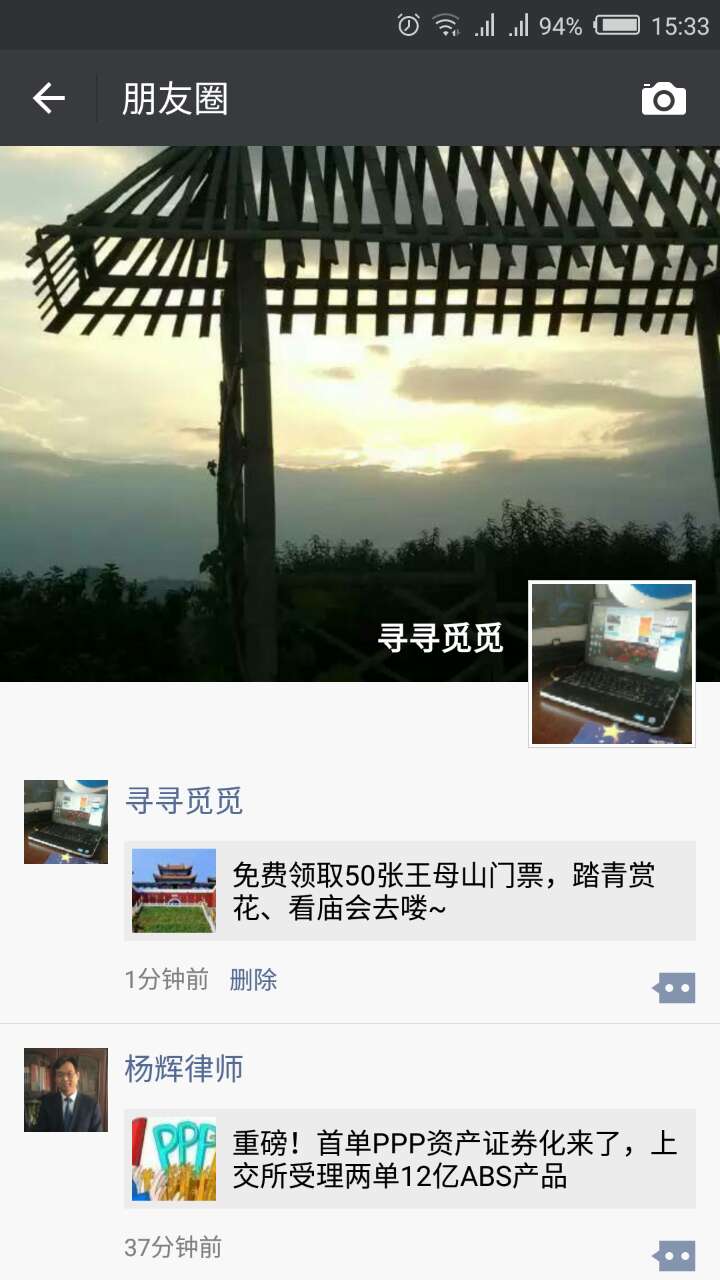 94% 15:33
朋友圈
寻寻觅觅
寻寻觅觅
免费领取50张王母山门票，踏青赏
花、看庙会去喽~
1分钟前 删除
杨辉律师
PPP
重磅！首单PPP资产证券化来了，上
交所受理两单12亿ABS产品
37分钟前